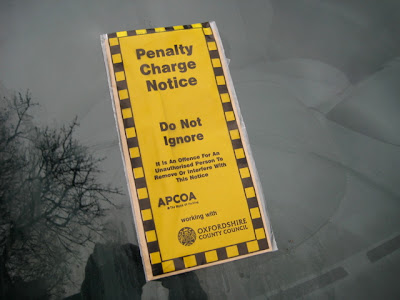 Penalty
Charge
Notice
Do Not
Ignore
It Is An Offence For An
Unauthorised Person To
Remove Or Interfere With
This Notice
APCOA
working with
OXFORDSHIRE
COUNTY COUNCIL